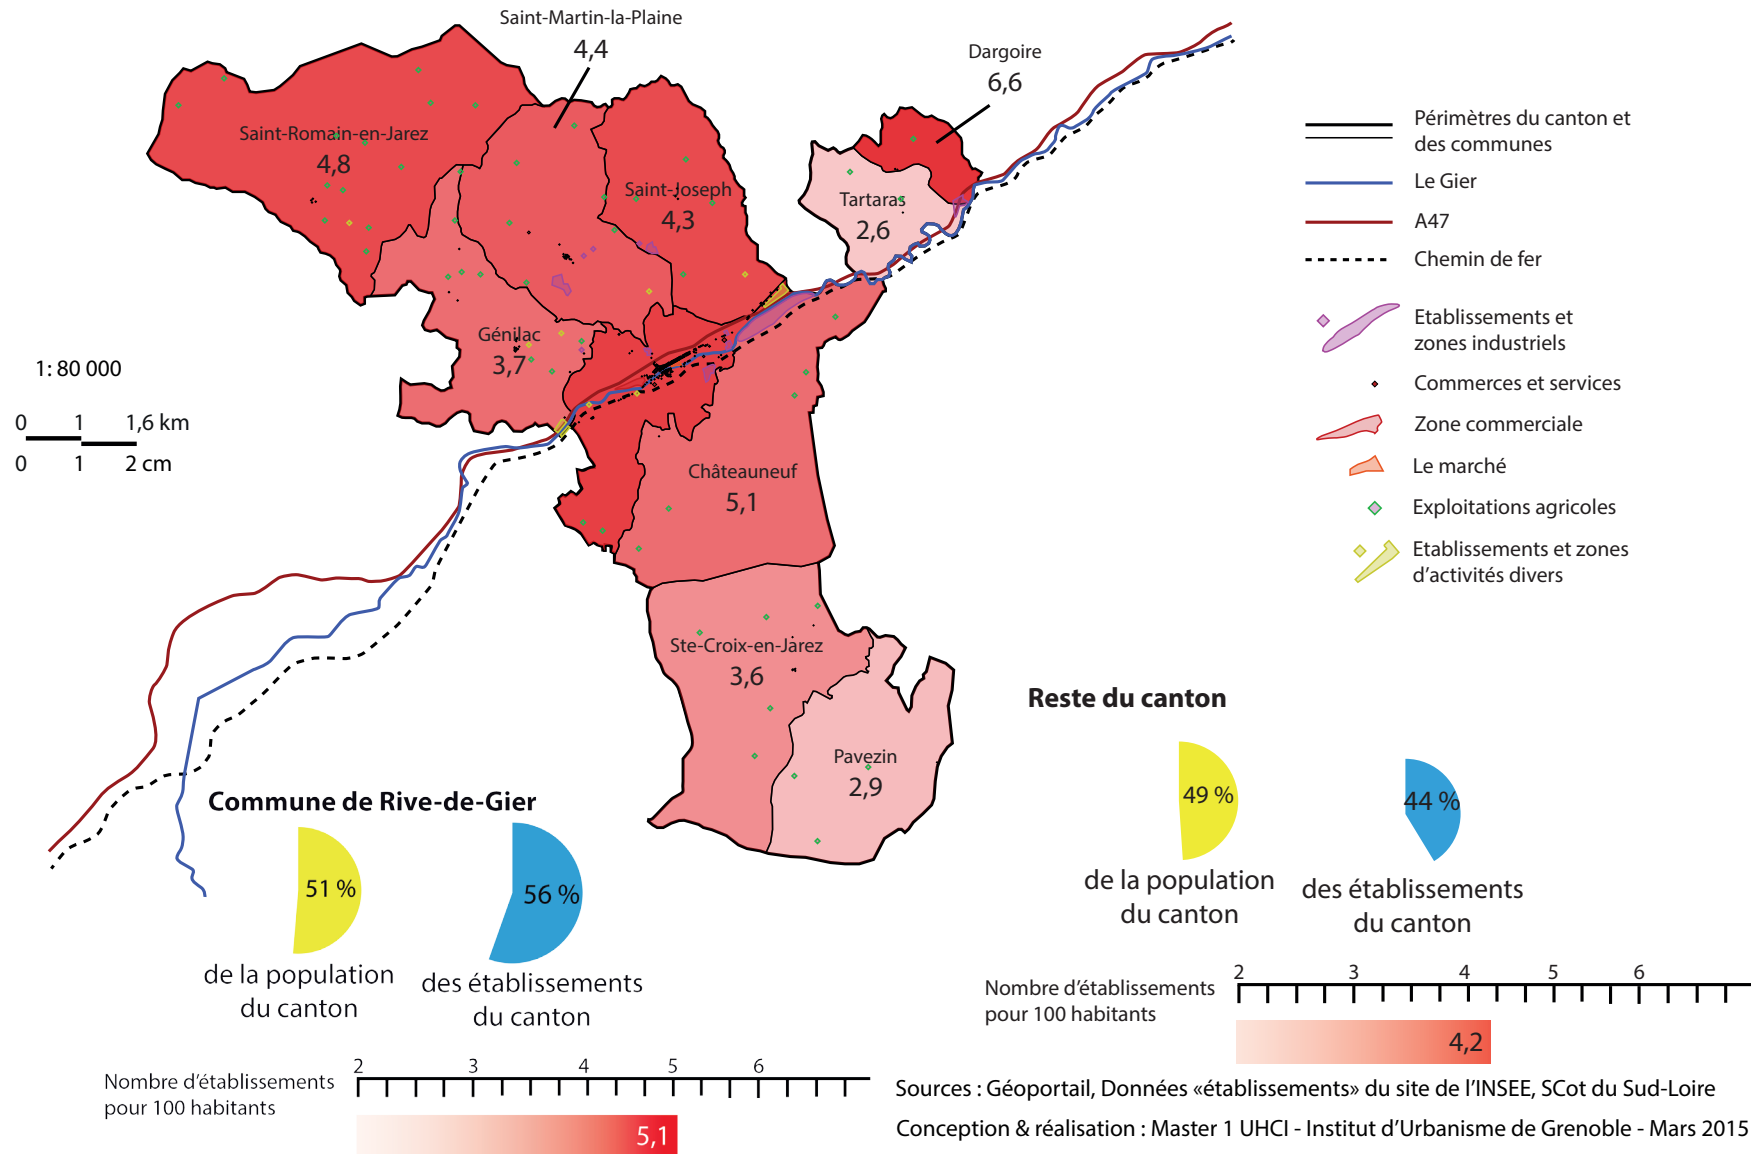 Saint-Martin-la-Plaine
4,4
Dargoire
6,6
Saint-Romain-en-Jarez
4,8
Saint-Joseph
4,3
Tartaras
2,6
Génilac
3,7
Châteauneuf
5,1
Ste-Croix-en-Jarez
3,6
Pavezin
2,9
1: 80 000
0 1 1,6 km
0 1 2 cm
Périmètres du canton et
des communes
Le Gier
A47
Chemin de fer
Etablissements et
zones industriels
Commerces et services
Zone commerciale
Le marché
Exploitations agricoles
Etablissements et zones
d’activités divers
Commune de Rive-de-Gier
51 %
de la population
du canton
56 %
des établissements
du canton
Nombre d’établissements
pour 100 habitants
2 3 4 5 6
5,1
Reste du canton
49 %
de la population
du canton
44 %
des établissements
du canton
Nombre d’établissements
pour 100 habitants
2 3 4 5 6
4,2
Sources : Géoportail, Données «établissements» du site de l’INSEE, SCot du Sud-Loire
Conception & réalisation : Master 1 UHCI - Institut d’Urbanisme de Grenoble - Mars 2015